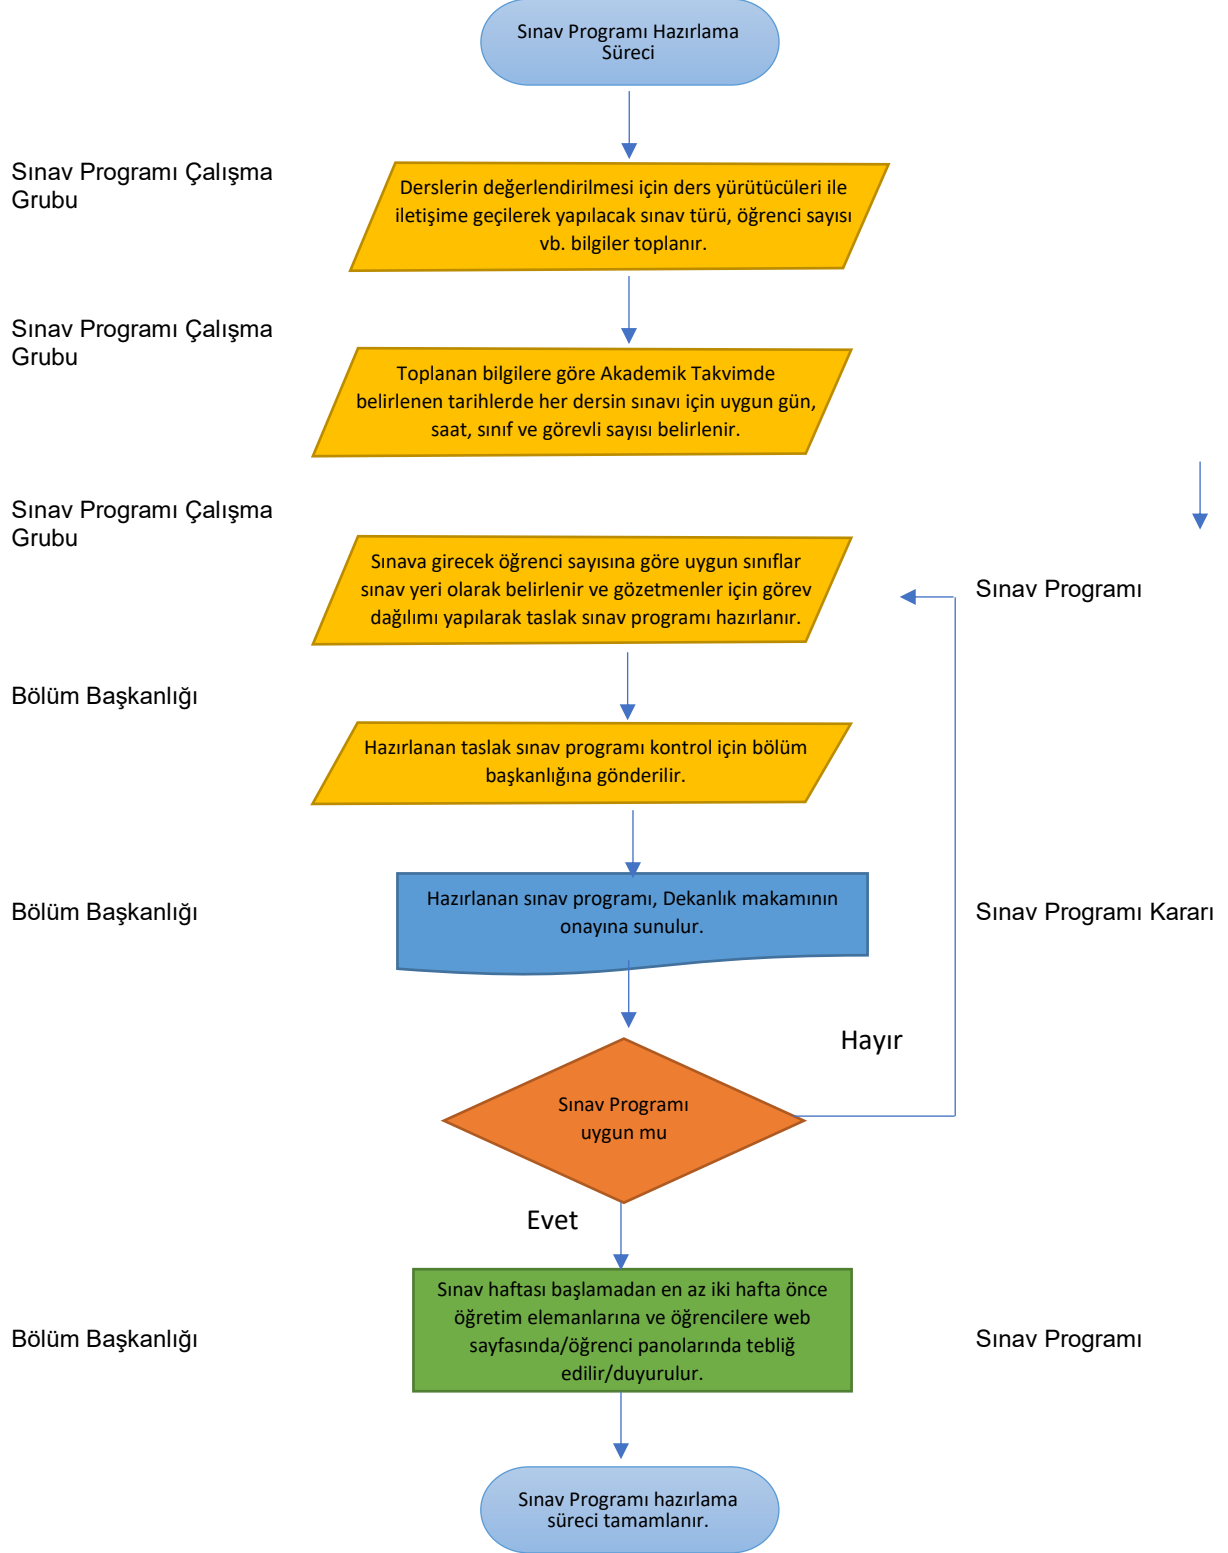 Sınav Programı Hazırlama
Süreci
Sınav Programı Çalışma
Grubu
Derslerin değerlendirilmesi için ders yürütücüleri ile
iletişime geçilerek yapılacak sınav türü, öğrenci sayısı
vb. bilgiler toplanır.
Sınav Programı Çalışma
Grubu
Toplanan bilgilere göre Akademik Takvimde
belirlenen tarihlerde her dersin sınavı için uygun gün,
saat, sınıf ve görevli sayısı belirlenir.
Sınav Programı Çalışma
Grubu
Sınava girecek öğrenci sayısına göre uygun sınıflar
sınav yeri olarak belirlenir ve gözetmenler için görev
dağılımı yapılarak taslak sınav programı hazırlanır.
Sınav Programı
Bölüm Başkanlığı
Hazırlanan taslak sınav programı kontrol için bölüm
başkanlığına gönderilir.
Bölüm Başkanlığı
Hazırlanan sınav programı, Dekanlık makamının
onayına sunulur.
Sınav Programı Kararı
Hayır
Sınav Programı
uygun mu
Evet
Bölüm Başkanlığı
Sınav haftası başlamadan en az iki hafta önce
öğretim elemanlarına ve öğrencilere web
sayfasında/öğrenci panolarında tebliğ
edilir/duyurulur.
Sınav Programı
Sınav Programı hazırlama
süreci tamamlanır.